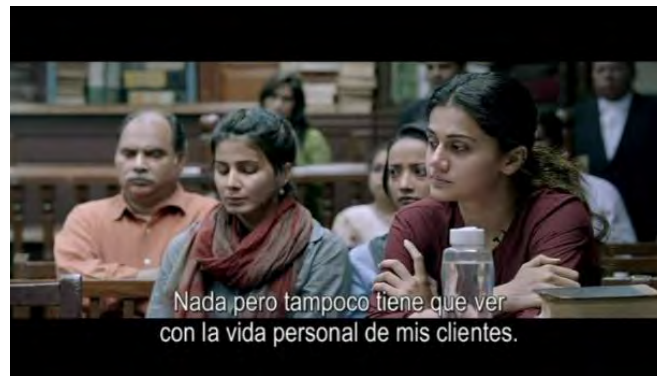 Nada pero tampoco tiene que ver
con la vida personal de mis clientes.